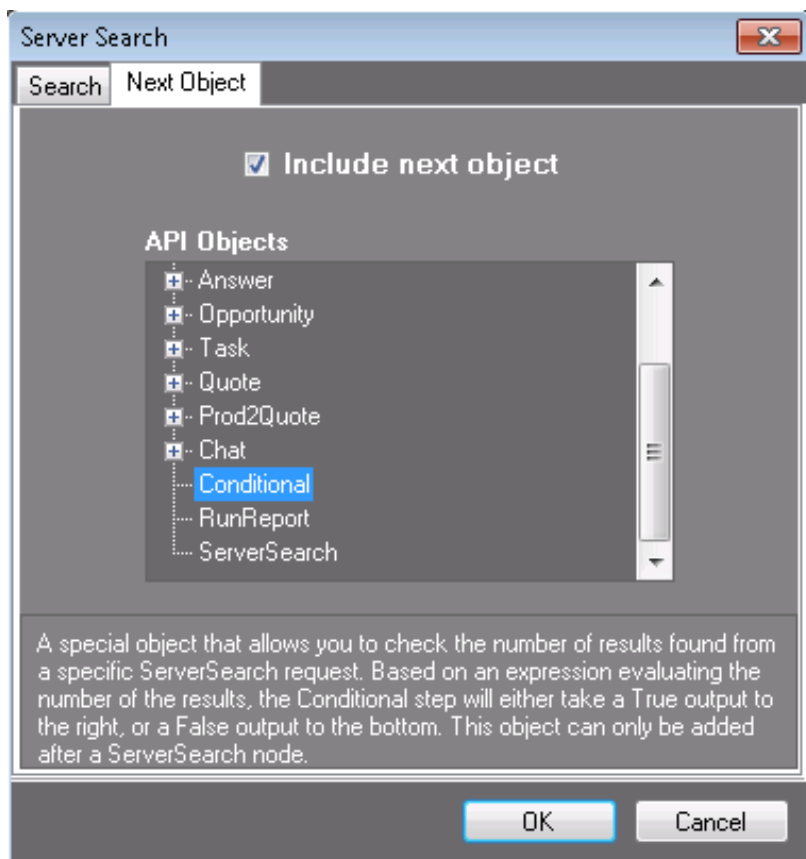 Server Search
Search
Next Object
Include next object
API Objects
Answer
Opportunity
Task
Quote
Prod2Quote
Chat
Conditional
RunReport
ServerSearch
A special object that allows you to check the number of results found from
a specific ServerSearch request. Based on an expression evaluating the
number of the results, the Conditional step will either take a True output to
the right, or a False output to the bottom. This object can only be added
after a ServerSearch node.
OK
Cancel